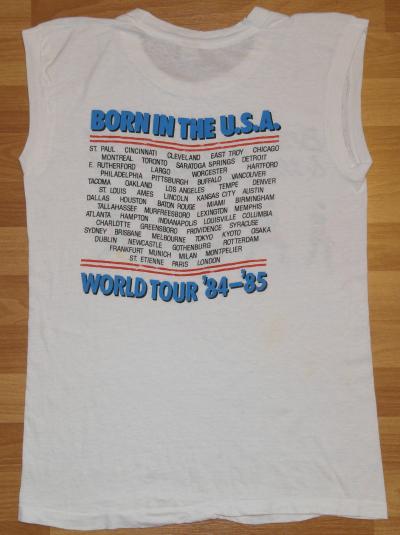 BORN IN THE U.S.A.
ST. PAUL CINCINNATI CLEVELAND EAST TROY CHICAGO
MONTREAL TORONTO SARATOGA SPRINGS DETROIT
E. RUTHERFORD LARGO WORCESTER HARTFORD
PHILADELPHIA PITTSBURGH BUFFALO VANCOUVER
TACOMA OAKLAND LOS ANGELES TEMPE DENVER
ST. LOUIS AMES LINCOLN KANSAS CITY AUSTIN
DALLAS HOUSTON BATON ROUGE MIAMI BIRMINGHAM
TALLAHASSEF MURFREESBORO LEXINGTON MEMPHIS
ATLANTA HAMPTON INDIANAPOLIS LOUISVILLE COLUMBIA
CHARLOTTE GREENSBORO PROVIDENCE SYRACUSE
SYDNEY BRISBANE MELBOURNE TOKYO KYOTO OSAKA
DUBLIN NEWCASTLE GOTHENBURG ROTTERDAM
FRANKFURT MUNICH MILAN MONTPELIER
ST. ETIENNE PARIS LONDON
WORLD TOUR '84–'85